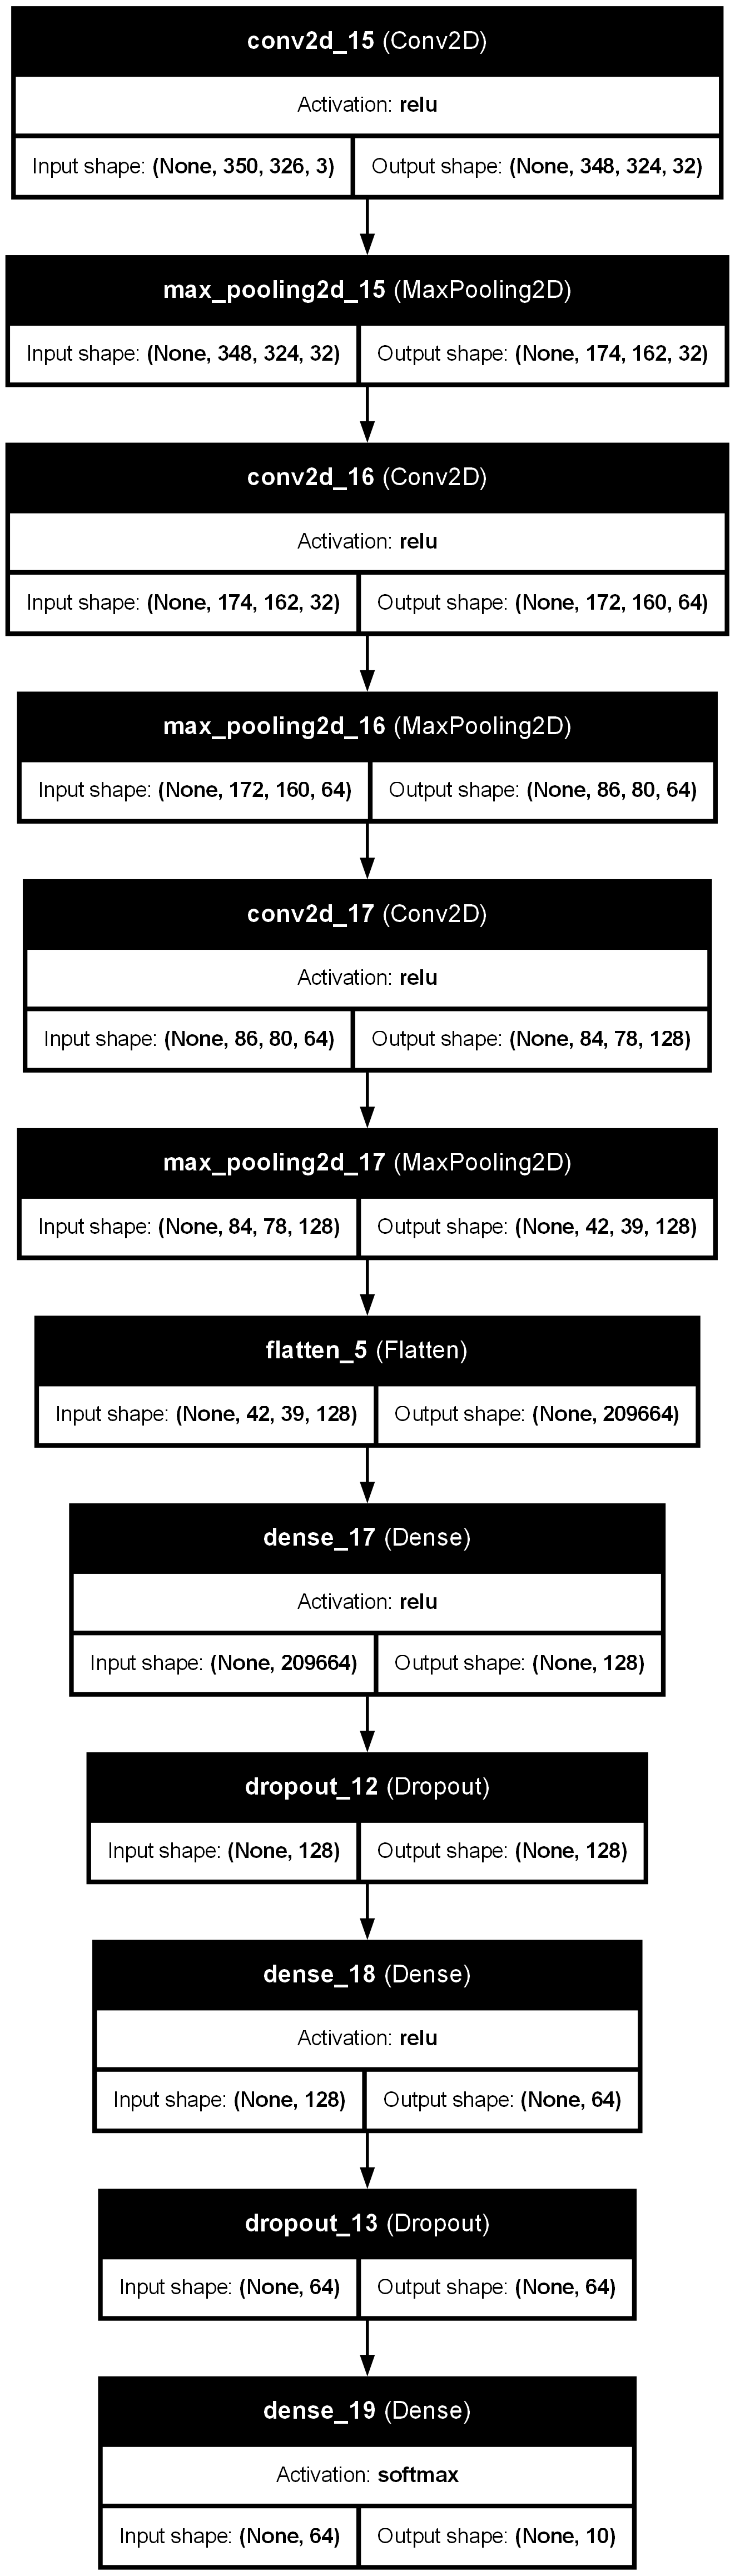 conv2d_15 (Conv2D)
Activation: relu
Input shape: (None, 350, 326, 3) Output shape: (None, 348, 324, 32)
max_pooling2d_15 (MaxPooling2D)
Input shape: (None, 348, 324, 32) Output shape: (None, 174, 162, 32)
conv2d_16 (Conv2D)
Activation: relu
Input shape: (None, 174, 162, 32) Output shape: (None, 172, 160, 64)
max_pooling2d_16 (MaxPooling2D)
Input shape: (None, 172, 160, 64) Output shape: (None, 86, 80, 64)
conv2d_17 (Conv2D)
Activation: relu
Input shape: (None, 86, 80, 64) Output shape: (None, 84, 78, 128)
max_pooling2d_17 (MaxPooling2D)
Input shape: (None, 84, 78, 128) Output shape: (None, 42, 39, 128)
flatten_5 (Flatten)
Input shape: (None, 42, 39, 128) Output shape: (None, 209664)
dense_17 (Dense)
Activation: relu
Input shape: (None, 209664) Output shape: (None, 128)
dropout_12 (Dropout)
Input shape: (None, 128) Output shape: (None, 128)
dense_18 (Dense)
Activation: relu
Input shape: (None, 128) Output shape: (None, 64)
dropout_13 (Dropout)
Input shape: (None, 64) Output shape: (None, 64)
dense_19 (Dense)
Activation: softmax
Input shape: (None, 64) Output shape: (None, 10)